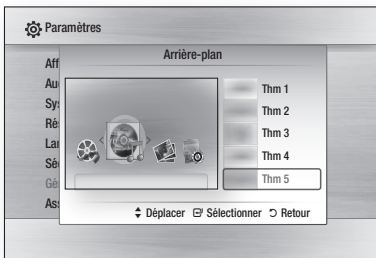 Paramètres
Arrière-plan
Aff
Au
Sys
Rés
Lan
Séc
Gé
Ass
Thm 1
Thm 2
Thm 3
Thm 4
Thm 5
Déplacer Sélectionner Retour